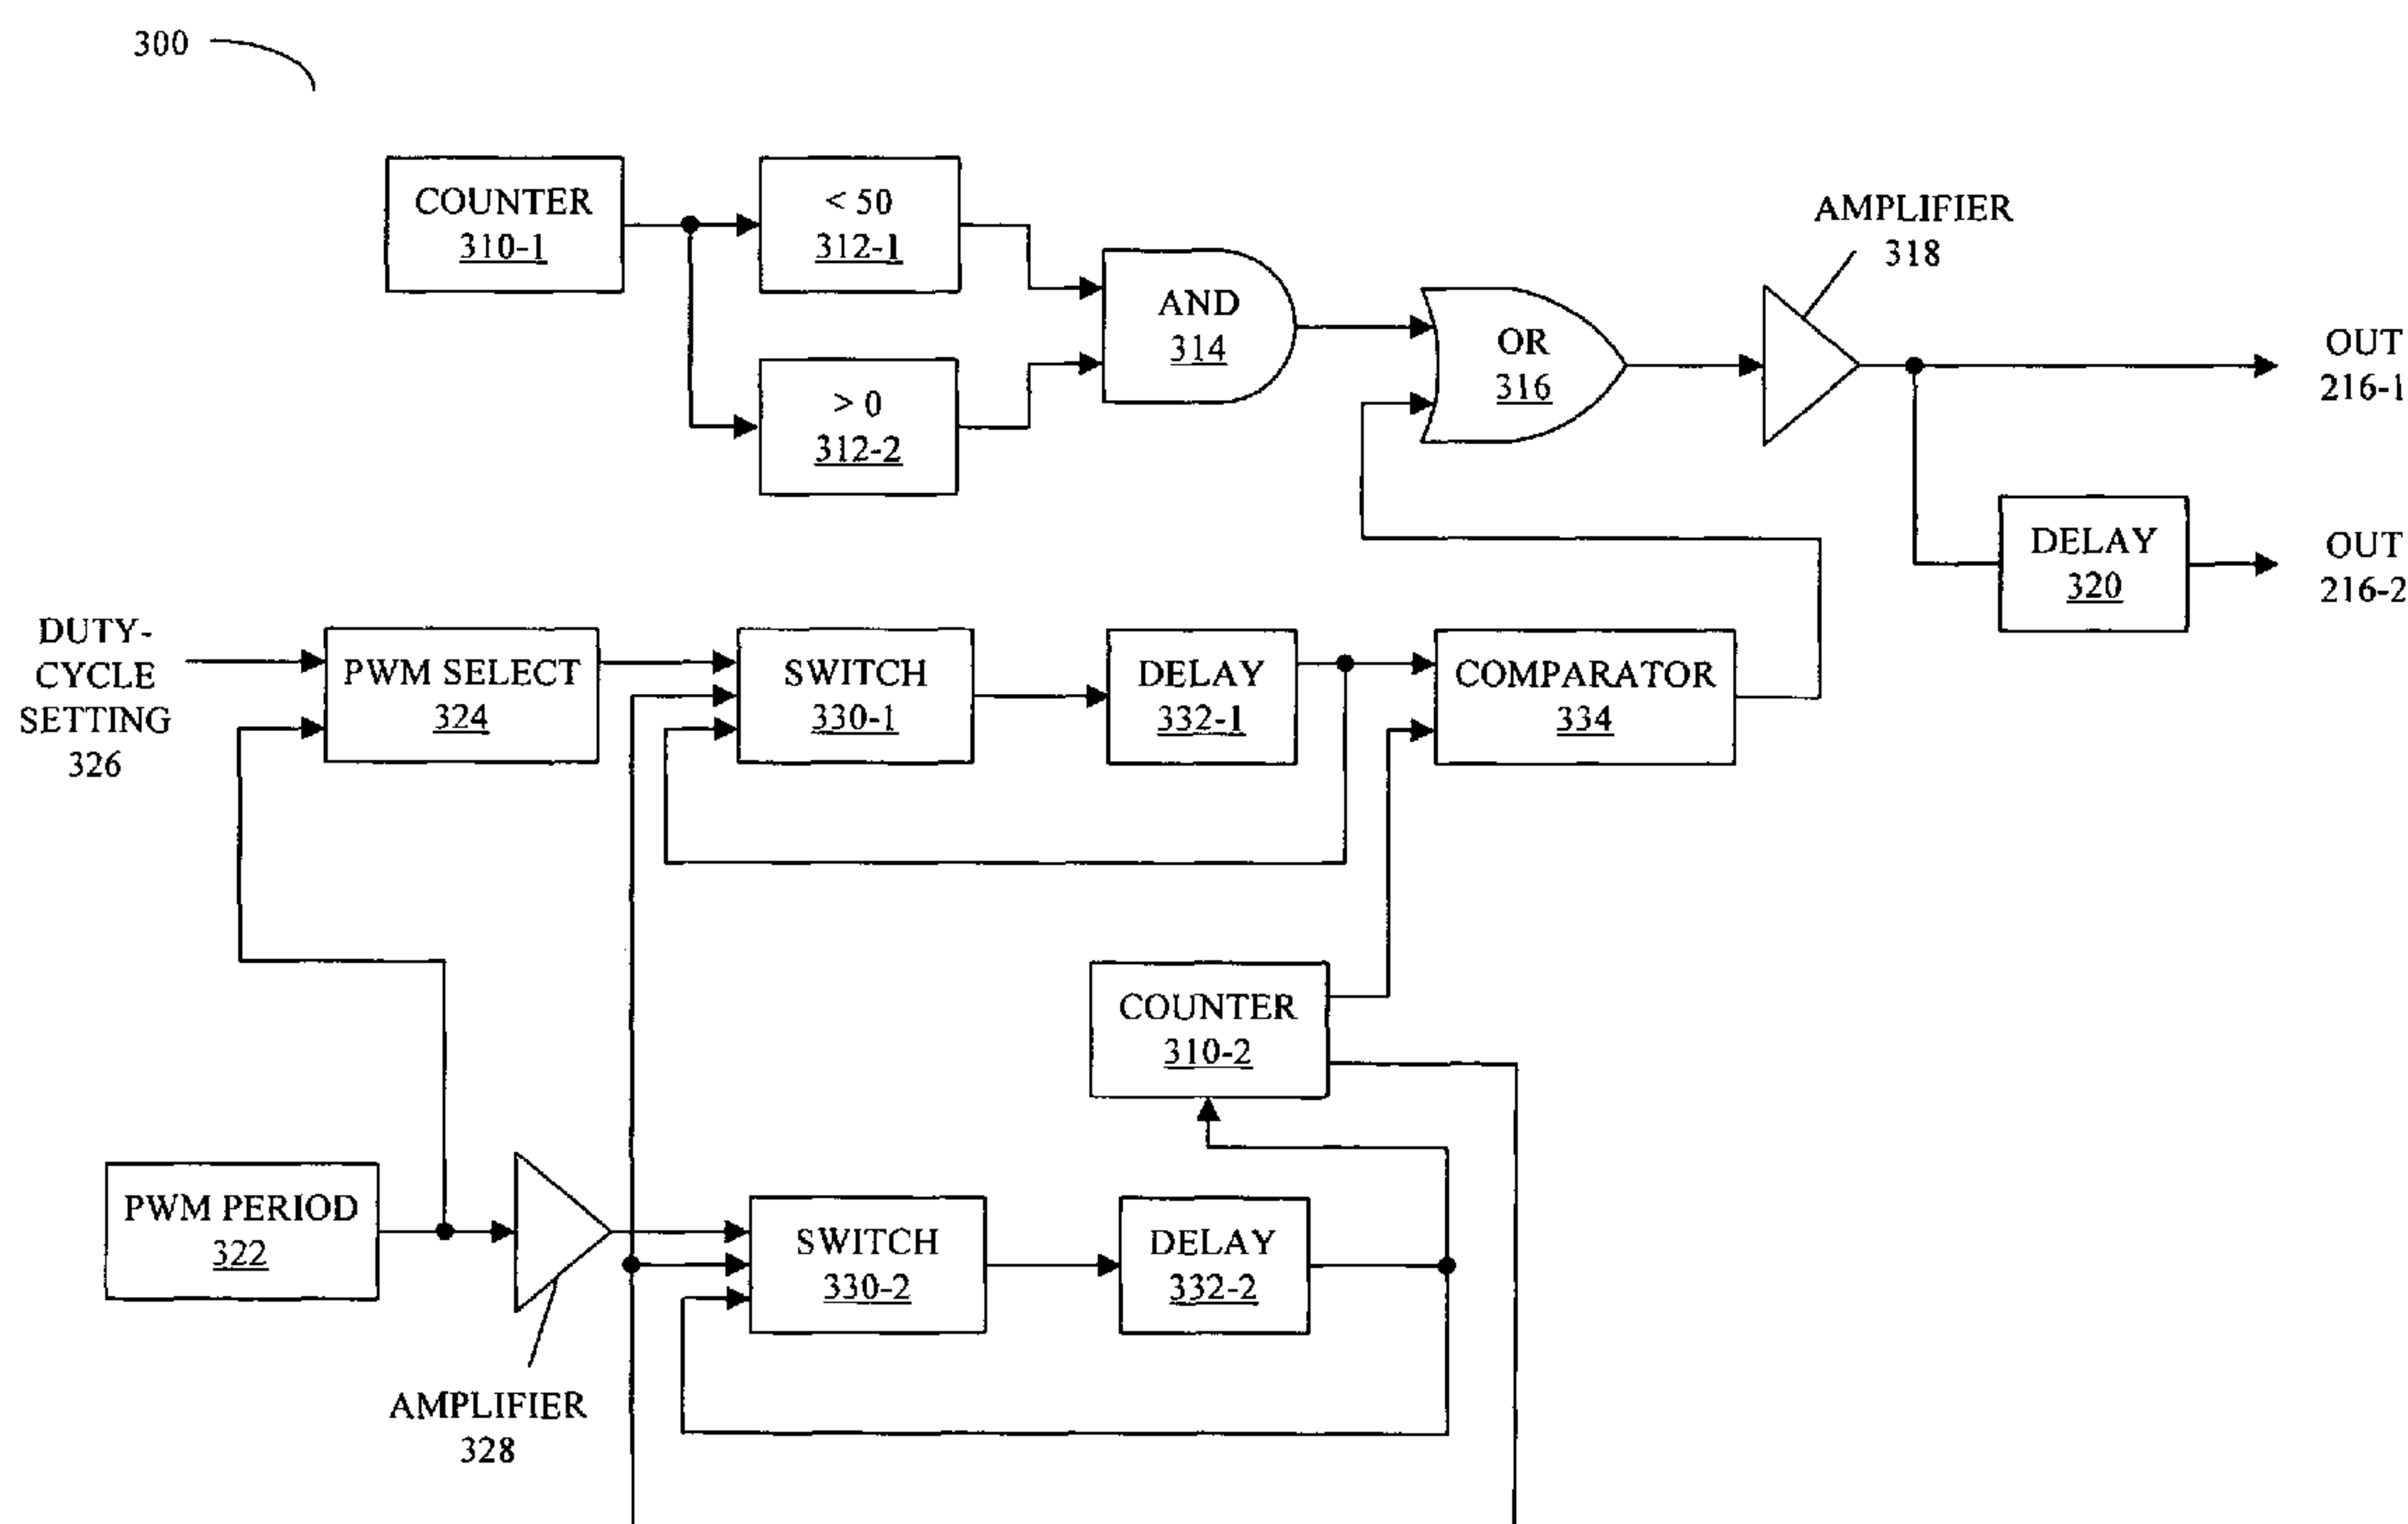 300
COUNTER
310-1
< 50
312-1
> 0
312-2
AND
314
OR
316
AMPLIFIER
318
OUT
216-1
DELAY
320
OUT
216-2
DUTY-
CYCLE
SETTING
326
PWM SELECT
324
SWITCH
330-1
DELAY
332-1
COMPARATOR
334
COUNTER
310-2
PWM PERIOD
322
AMPLIFIER
328
SWITCH
330-2
DELAY
332-2